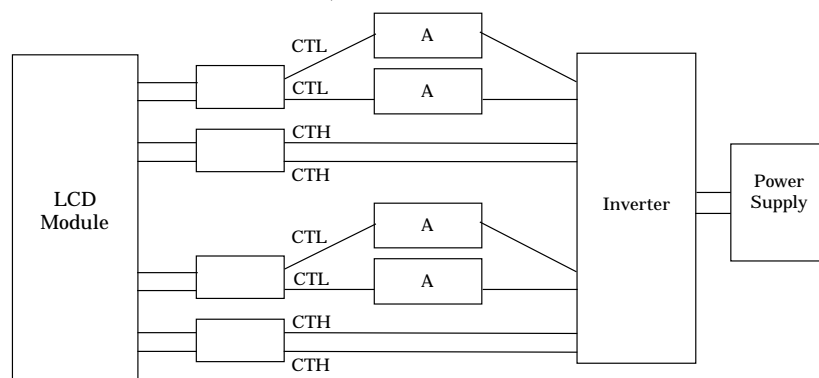 CTL
A
CTL
A
CTH
CTH
LCD
Module
Inverter
Power
Supply
CTL
A
CTL
A
CTH
CTH